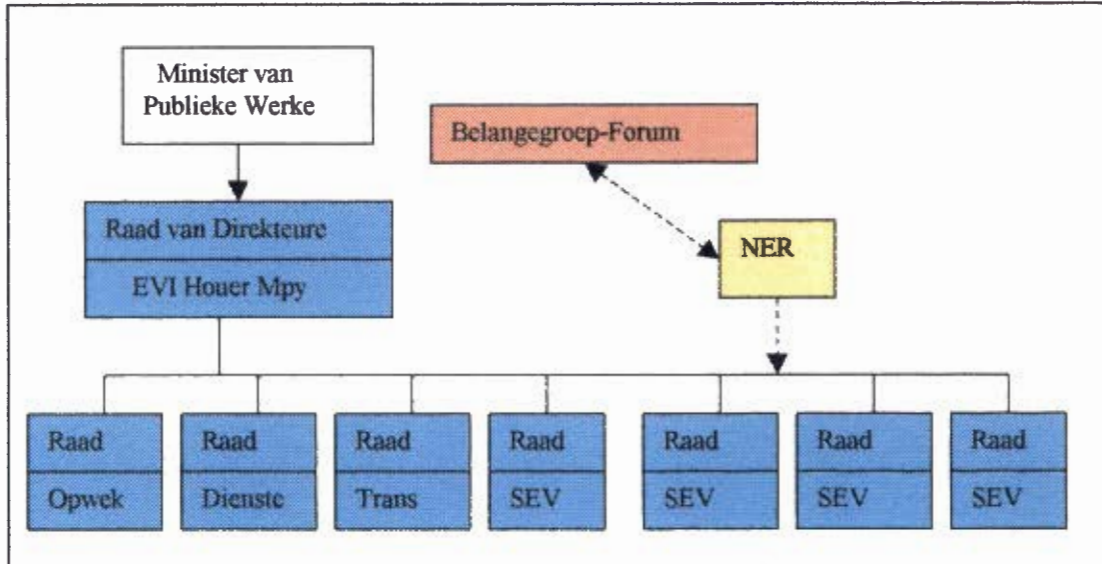 Minister van
Publieke Werke
Belangegroep-Forum
Raad van Direkteure
EVI Houer Mpy
NER
Raad
Opwek
Raad
Dienste
Raad
Trans
Raad
SEV
Raad
SEV
Raad
SEV
Raad
SEV